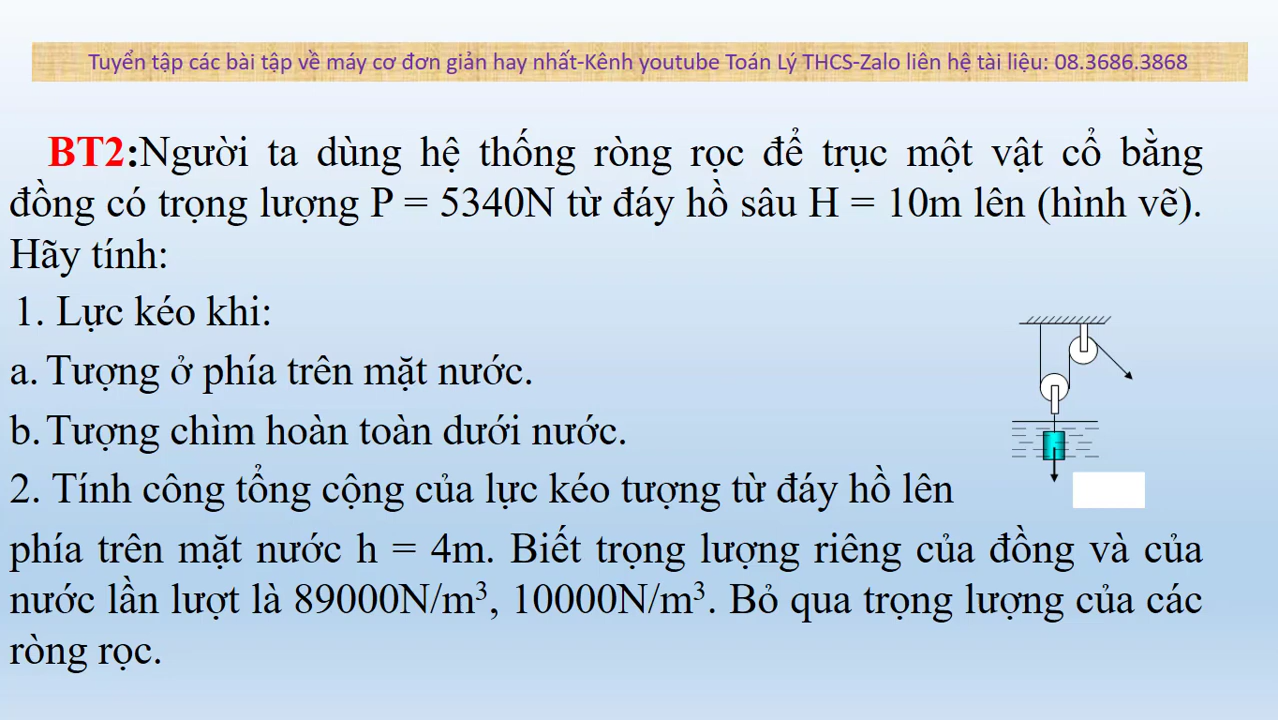 Tuyển tập các bài tập về máy cơ đơn giản hay nhất-Kênh youtube Toán Lý THCS-Zalo liên hệ tài liệu: 08.3686.3868
BT2:Người ta dùng hệ thống ròng rọc để trục một vật cổ bằng
đồng có trọng lượng P = 5340N từ đáy hồ sâu H = 10m lên (hình vẽ).
Hãy tính:
1. Lực kéo khi:
a. Tượng ở phía trên mặt nước.
b. Tượng chìm hoàn toàn dưới nước.
2. Tính công tổng cộng của lực kéo tượng từ đáy hồ lên
phía trên mặt nước h = 4m. Biết trọng lượng riêng của đồng và của
nước lần lượt là 89000N/m³, 10000N/m³. Bỏ qua trọng lượng của các
ròng rọc.